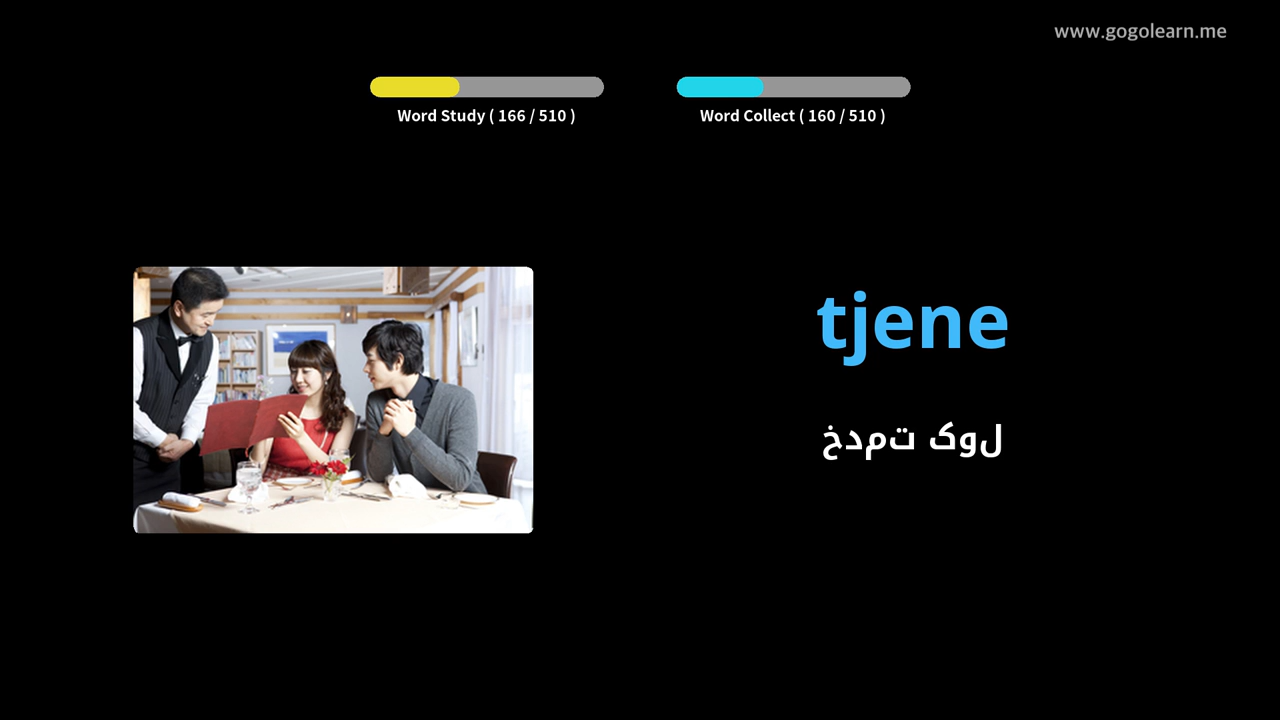 www.gogolearn.me
Word Study ( 166 / 510 )
Word Collect ( 160 / 510 )
tjene
خدمت کول